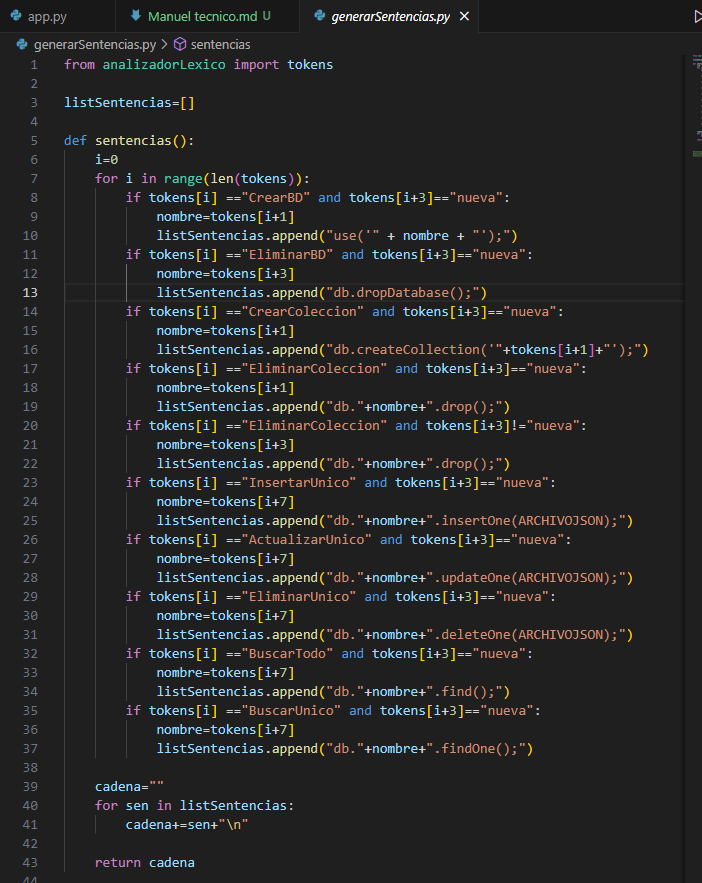 app.py Manuel tecnico.md U generarSentencias.py ×
generarSentencias.py > sentencias
1 from analizadorLexico import tokens
2
3 listSentencias=[]
4
5 def sentencias():
6     i=0
7     for i in range(len(tokens)):
8         if tokens[i] =="CrearBD" and tokens[i+3]=="nueva":
9             nombre=tokens[i+1]
10             listSentencias.append("use('" + nombre + "');")
11         if tokens[i] =="EliminarBD" and tokens[i+3]=="nueva":
12             nombre=tokens[i+3]
13             listSentencias.append("db.dropDatabase();")
14         if tokens[i] =="CrearColeccion" and tokens[i+3]=="nueva":
15             nombre=tokens[i+1]
16             listSentencias.append("db.createCollection('"+tokens[i+1]+"');")
17         if tokens[i] =="EliminarColeccion" and tokens[i+3]=="nueva":
18             nombre=tokens[i+1]
19             listSentencias.append("db."+nombre+".drop();")
20         if tokens[i] =="EliminarColeccion" and tokens[i+3]!="nueva":
21             nombre=tokens[i+3]
22             listSentencias.append("db."+nombre+".drop();")
23         if tokens[i] =="InsertarUnico" and tokens[i+3]=="nueva":
24             nombre=tokens[i+7]
25             listSentencias.append("db."+nombre+".insertOne(ARCHIVOJSON);")
26         if tokens[i] =="ActualizarUnico" and tokens[i+3]=="nueva":
27             nombre=tokens[i+7]
28             listSentencias.append("db."+nombre+".updateOne(ARCHIVOJSON);")
29         if tokens[i] =="EliminarUnico" and tokens[i+3]=="nueva":
30             nombre=tokens[i+7]
31             listSentencias.append("db."+nombre+".deleteOne(ARCHIVOJSON);")
32         if tokens[i] =="BuscarTodo" and tokens[i+3]=="nueva":
33             nombre=tokens[i+7]
34             listSentencias.append("db."+nombre+".find();")
35         if tokens[i] =="BuscarUnico" and tokens[i+3]=="nueva":
36             nombre=tokens[i+7]
37             listSentencias.append("db."+nombre+".findOne();")
38
39     cadena=""
40     for sen in listSentencias:
41         cadena+=sen+"\n"
42
43     return cadena
44